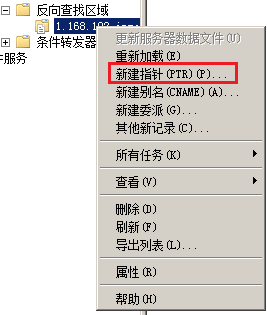 反向查找区域
1.168.192.
条件转发器
服务
更新服务器数据文件(U)
重新加载(E)
新建指针(PTR)(P)...
新建别名(CNAME)(A)...
新建委派(G)...
其他新记录(C)...
所有任务(K)
查看(V)
删除(D)
刷新(F)
导出列表(L)...
属性(R)
帮助(H)